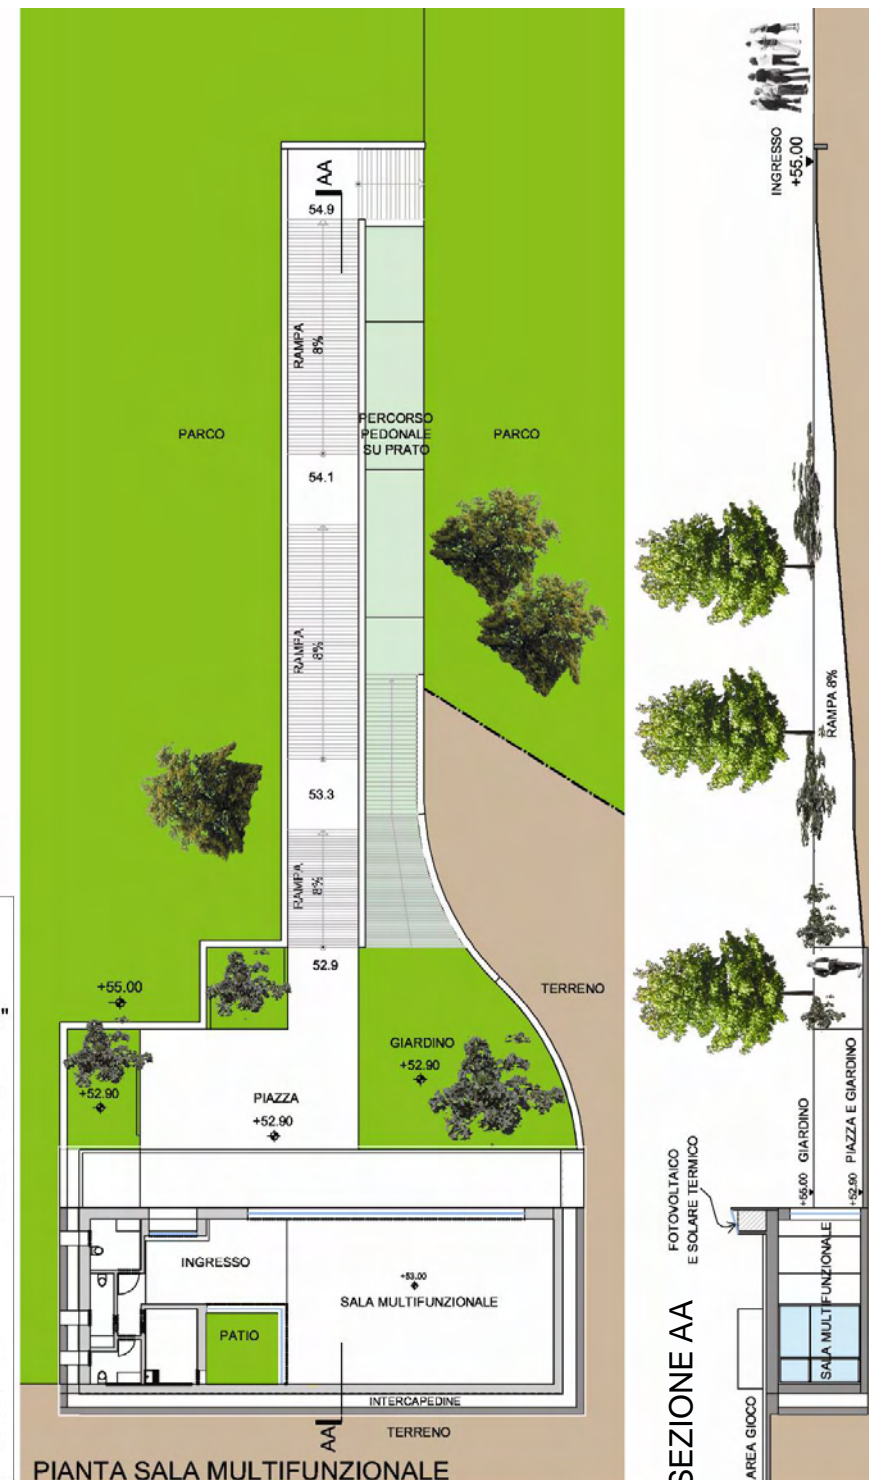 AA
54.9
RAMPA
8%
PARCO
PERCORSO
PEDONALE
SU PRATO
PARCO
54.1
RAMPA
8%
53.3
RAMPA
8%
52.9
+55.00
TERRENO
GIARDINO
+52.90
+52.90
PIAZZA
+52.90
INGRESSO
+53.00
SALA MULTIFUNZIONALE
PATIO
INTERCAPEDINE
AA
TERRENO
PIANTA SALA MULTIFUNZIONALE
"
INGRESSO
+55.00
RAMPA 8%
+55.00 GIARDINO
+52.90 PIAZZA E GIARDINO
FOTOVOLTAICO
E SOLARE TERMICO
SALA MULTIFUNZIONALE
AREA GIOCO
SEZIONE AA